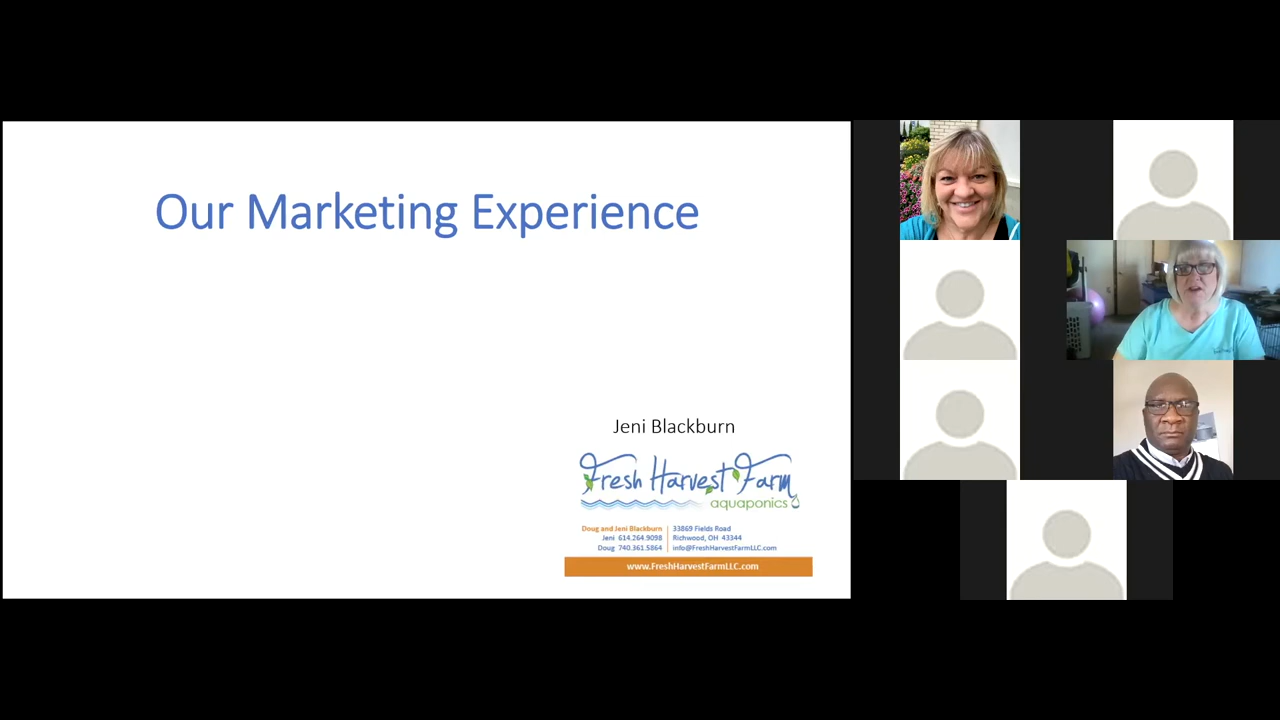 Our Marketing Experience
Jeni Blackburn
Fresh Harvest Farm
aquaponics
Doug and Jeni Blackburn
Jeni 614.264.9098
Doug 740.361.5864
33869 Fields Road
Richwood, OH 43344
info@FreshHarvestFarmLLC.com
www.FreshHarvestFarmLLC.com